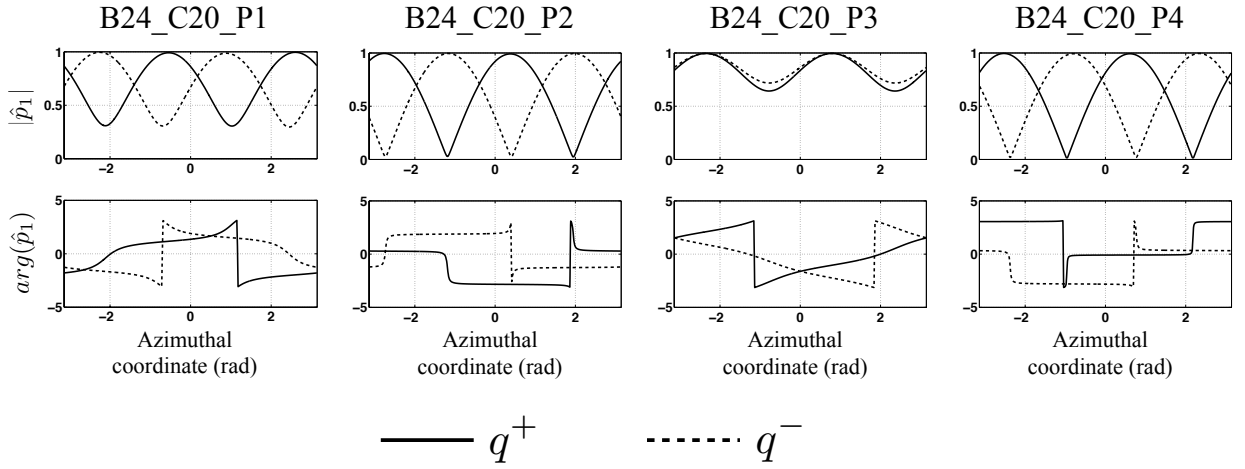 B24_C20_P1 B24_C20_P2 B24_C20_P3 B24_C20_P4
|p̂₁|
1 1 1 1
0.5 0.5 0.5 0.5
0 0 0 0
−2 0 2 −2 0 2 −2 0 2 −2 0 2
arg(p̂₁)
5 5 5 5
0 0 0 0
−5 −5 −5 −5
−2 0 2 −2 0 2 −2 0 2 −2 0 2
Azimuthal Azimuthal Azimuthal Azimuthal
coordinate (rad) coordinate (rad) coordinate (rad) coordinate (rad)
q⁺ q⁻